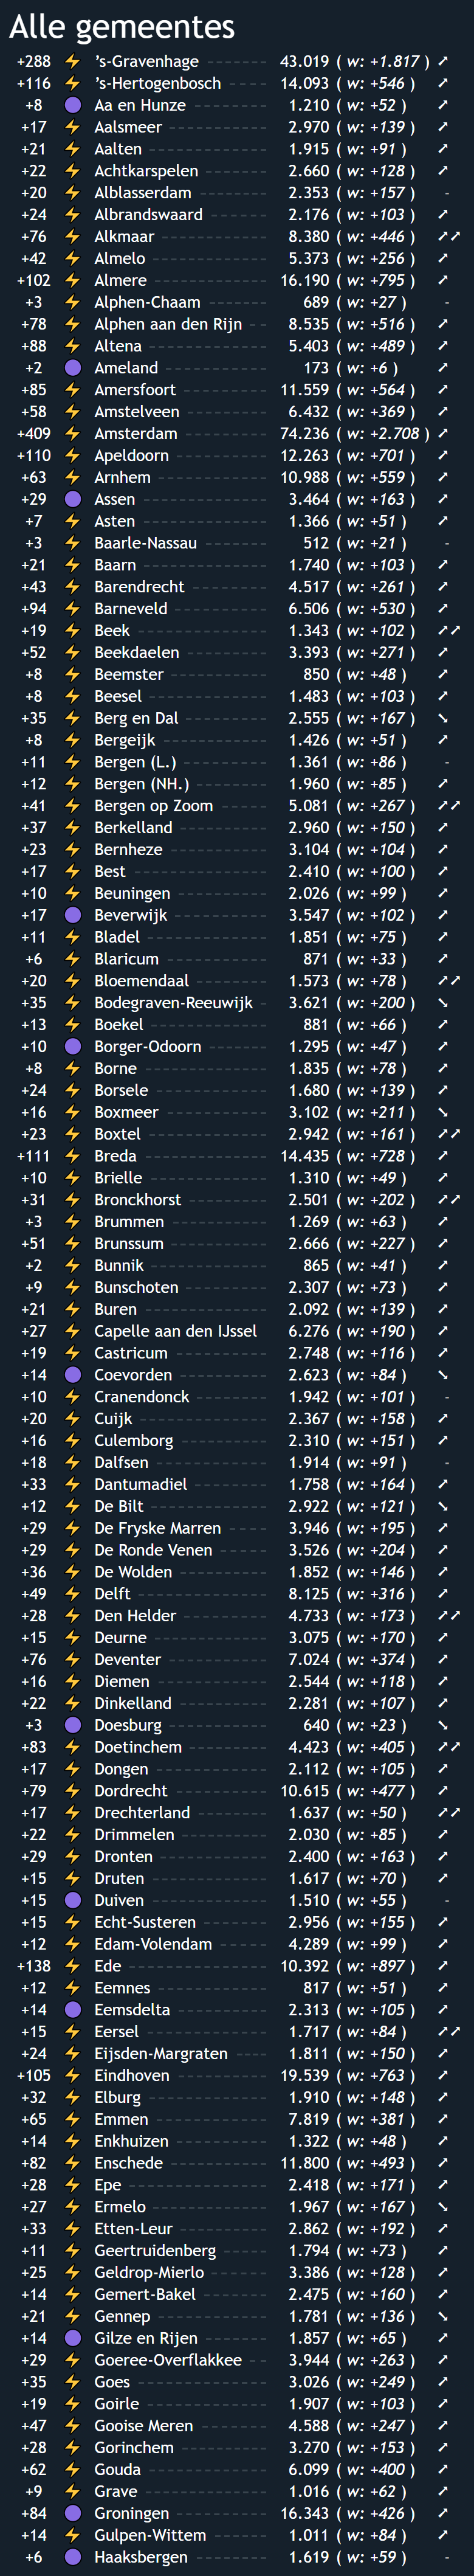 Alle gemeentes
+288 ⚡ ’s-Gravenhage ------- 43.019 ( w: +1.817 ) ➚
+116 ⚡ ’s-Hertogenbosch ----- 14.093 ( w: +546 ) ➚
+8 🟣 Aa en Hunze --------- 1.210 ( w: +52 ) ➚
+17 ⚡ Aalsmeer ----------- 2.970 ( w: +139 ) ➚
+21 ⚡ Aalten ------------- 1.915 ( w: +91 ) ➚
+22 ⚡ Achtkarspelen ------- 2.660 ( w: +128 ) ➚
+20 ⚡ Alblasserdam -------- 2.353 ( w: +157 ) -
+24 ⚡ Albrandswaard ------- 2.176 ( w: +103 ) ➚
+76 ⚡ Alkmaar ------------ 8.380 ( w: +446 ) ➚➚
+42 ⚡ Almelo ------------- 5.373 ( w: +256 ) ➚
+102 ⚡ Almere ------------- 16.190 ( w: +795 ) ➚
+3 ⚡ Alphen-Chaam ------- 689 ( w: +27 ) -
+78 ⚡ Alphen aan den Rijn -- 8.535 ( w: +516 ) ➚
+88 ⚡ Altena ------------- 5.403 ( w: +489 ) ➚
+2 🟣 Ameland ------------ 173 ( w: +6 ) ➚
+85 ⚡ Amersfoort ---------- 11.559 ( w: +564 ) ➚
+58 ⚡ Amstelveen --------- 6.432 ( w: +369 ) ➚
+409 ⚡ Amsterdam ---------- 74.236 ( w: +2.708 ) ➚
+110 ⚡ Apeldoorn ---------- 12.263 ( w: +701 ) ➚
+63 ⚡ Arnhem ------------ 10.988 ( w: +559 ) ➚
+29 🟣 Assen -------------- 3.464 ( w: +163 ) ➚
+7 ⚡ Asten -------------- 1.366 ( w: +51 ) ➚
+3 ⚡ Baarle-Nassau ------- 512 ( w: +21 ) -
+21 ⚡ Baarn -------------- 1.740 ( w: +103 ) ➚
+43 ⚡ Barendrecht --------- 4.517 ( w: +261 ) ➚
+94 ⚡ Barneveld ---------- 6.506 ( w: +530 ) ➚
+19 ⚡ Beek --------------- 1.343 ( w: +102 ) ➚➚
+52 ⚡ Beekdaelen --------- 3.393 ( w: +271 ) ➚
+8 ⚡ Beemster ----------- 850 ( w: +48 ) ➚
+8 ⚡ Beesel ------------- 1.483 ( w: +103 ) ➚
+35 ⚡ Berg en Dal --------- 2.555 ( w: +167 ) ➘
+8 ⚡ Bergeijk ------------ 1.426 ( w: +51 ) ➚
+11 ⚡ Bergen (L.) --------- 1.361 ( w: +86 ) -
+12 ⚡ Bergen (NH.) -------- 1.960 ( w: +85 ) ➚
+41 ⚡ Bergen op Zoom ----- 5.081 ( w: +267 ) ➚➚
+37 ⚡ Berkelland ---------- 2.960 ( w: +150 ) ➚
+23 ⚡ Bernheze ----------- 3.104 ( w: +104 ) ➚
+17 ⚡ Best --------------- 2.410 ( w: +100 ) ➚
+10 ⚡ Beuningen ---------- 2.026 ( w: +99 ) ➚
+17 🟣 Beverwijk ---------- 3.547 ( w: +102 ) ➚
+11 ⚡ Bladel ------------- 1.851 ( w: +75 ) ➚
+6 ⚡ Blaricum ----------- 871 ( w: +33 ) ➚
+20 ⚡ Bloemendaal -------- 1.573 ( w: +78 ) ➚➚
+35 ⚡ Bodegraven-Reeuwijk - 3.621 ( w: +200 ) ➘
+13 ⚡ Boekel ------------- 881 ( w: +66 ) ➚
+10 🟣 Borger-Odoorn ------- 1.295 ( w: +47 ) ➚
+8 ⚡ Borne -------------- 1.835 ( w: +78 ) ➚
+24 ⚡ Borsele ------------ 1.680 ( w: +139 ) ➚
+16 ⚡ Boxmeer ----------- 3.102 ( w: +211 ) ➘
+23 ⚡ Boxtel ------------- 2.942 ( w: +161 ) ➚➚
+111 ⚡ Breda -------------- 14.435 ( w: +728 ) ➚
+10 ⚡ Brielle ------------- 1.310 ( w: +49 ) ➚
+31 ⚡ Bronckhorst --------- 2.501 ( w: +202 ) ➚➚
+3 ⚡ Brummen ----------- 1.269 ( w: +63 ) ➚
+51 ⚡ Brunssum ----------- 2.666 ( w: +227 ) ➚
+2 ⚡ Bunnik ------------- 865 ( w: +41 ) ➚
+9 ⚡ Bunschoten --------- 2.307 ( w: +73 ) ➚
+21 ⚡ Buren -------------- 2.092 ( w: +139 ) ➚
+27 ⚡ Capelle aan den IJssel 6.276 ( w: +190 ) ➚
+19 ⚡ Castricum ---------- 2.748 ( w: +116 ) ➚
+14 🟣 Coevorden ---------- 2.623 ( w: +84 ) ➘
+10 ⚡ Cranendonck -------- 1.942 ( w: +101 ) -
+20 ⚡ Cuijk -------------- 2.367 ( w: +158 ) ➚
+16 ⚡ Culemborg ---------- 2.310 ( w: +151 ) ➚
+18 ⚡ Dalfsen ------------ 1.914 ( w: +91 ) -
+33 ⚡ Dantumadiel -------- 1.758 ( w: +164 ) ➚
+12 ⚡ De Bilt ------------- 2.922 ( w: +121 ) ➘
+29 ⚡ De Fryske Marren ---- 3.946 ( w: +195 ) ➚
+29 ⚡ De Ronde Venen ----- 3.526 ( w: +204 ) ➚
+36 ⚡ De Wolden ---------- 1.852 ( w: +146 ) ➚
+49 ⚡ Delft --------------- 8.125 ( w: +316 ) ➚
+28 ⚡ Den Helder --------- 4.733 ( w: +173 ) ➚➚
+15 ⚡ Deurne ------------- 3.075 ( w: +170 ) ➚
+76 ⚡ Deventer ----------- 7.024 ( w: +374 ) ➚
+16 ⚡ Diemen ------------ 2.544 ( w: +118 ) ➚
+22 ⚡ Dinkelland ---------- 2.281 ( w: +107 ) ➚
+3 🟣 Doesburg ----------- 640 ( w: +23 ) ➘
+83 ⚡ Doetinchem --------- 4.423 ( w: +405 ) ➚➚
+17 ⚡ Dongen ------------ 2.112 ( w: +105 ) ➚
+79 ⚡ Dordrecht ---------- 10.615 ( w: +477 ) ➚
+17 ⚡ Drechterland -------- 1.637 ( w: +50 ) ➚➚
+22 ⚡ Drimmelen ---------- 2.030 ( w: +85 ) ➚
+29 ⚡ Dronten ------------ 2.400 ( w: +163 ) ➚
+15 ⚡ Druten ------------- 1.617 ( w: +70 ) ➚
+15 🟣 Duiven ------------- 1.510 ( w: +55 ) -
+15 ⚡ Echt-Susteren ------- 2.956 ( w: +155 ) ➚
+12 ⚡ Edam-Volendam ----- 4.289 ( w: +99 ) ➚
+138 ⚡ Ede ---------------- 10.392 ( w: +897 ) ➚
+12 ⚡ Eemnes ------------ 817 ( w: +51 ) ➚
+14 🟣 Eemsdelta ---------- 2.313 ( w: +105 ) ➚
+15 ⚡ Eersel ------------- 1.717 ( w: +84 ) ➚➚
+24 ⚡ Eijsden-Margraten ---- 1.811 ( w: +150 ) ➚
+105 ⚡ Eindhoven ---------- 19.539 ( w: +763 ) ➚
+32 ⚡ Elburg ------------- 1.910 ( w: +148 ) ➚
+65 ⚡ Emmen ------------- 7.819 ( w: +381 ) ➚
+14 ⚡ Enkhuizen ---------- 1.322 ( w: +48 ) ➚
+82 ⚡ Enschede ----------- 11.800 ( w: +493 ) ➚
+28 ⚡ Epe ---------------- 2.418 ( w: +171 ) ➚
+27 ⚡ Ermelo ------------- 1.967 ( w: +167 ) ➘
+33 ⚡ Etten-Leur ---------- 2.862 ( w: +192 ) ➚
+11 ⚡ Geertruidenberg ----- 1.794 ( w: +73 ) ➚
+25 ⚡ Geldrop-Mierlo ------ 3.386 ( w: +128 ) ➚
+14 ⚡ Gemert-Bakel ------- 2.475 ( w: +160 ) ➚
+21 ⚡ Gennep ------------ 1.781 ( w: +136 ) ➘
+14 🟣 Gilze en Rijen ------- 1.857 ( w: +65 ) ➚
+29 ⚡ Goeree-Overflakkee -- 3.944 ( w: +263 ) ➚
+35 ⚡ Goes --------------- 3.026 ( w: +249 ) ➚
+19 ⚡ Goirle ------------- 1.907 ( w: +103 ) ➚
+47 ⚡ Gooise Meren ------- 4.588 ( w: +247 ) ➚
+28 ⚡ Gorinchem ---------- 3.270 ( w: +153 ) ➚
+62 ⚡ Gouda ------------- 6.099 ( w: +400 ) ➚
+9 ⚡ Grave -------------- 1.016 ( w: +62 ) ➚
+84 🟣 Groningen ---------- 16.343 ( w: +426 ) ➚
+14 ⚡ Gulpen-Wittem ------ 1.011 ( w: +84 ) ➚
+6 🟣 Haaksbergen -------- 1.619 ( w: +59 ) -